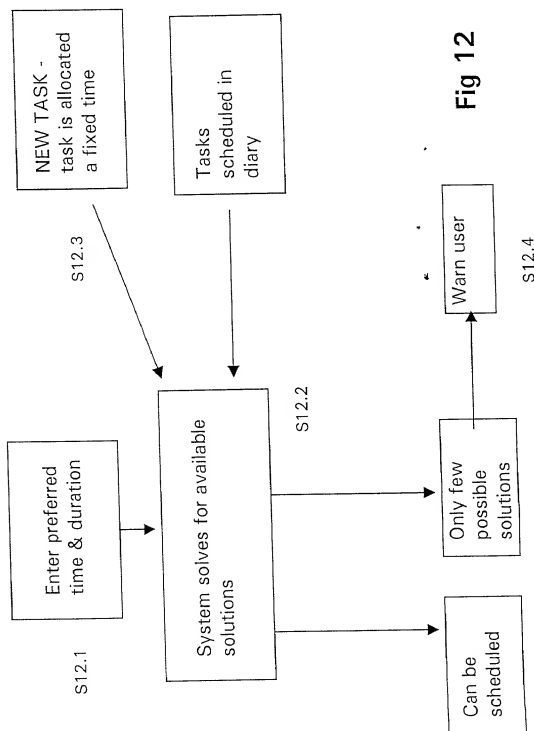 S12.1
Enter preferred
time & duration
NEW TASK -
task is allocated
a fixed time
S12.3
System solves for available
solutions
S12.2
Tasks
scheduled in
diary
Can be
scheduled
Only few
possible
solutions
Warn user
S12.4
Fig 12